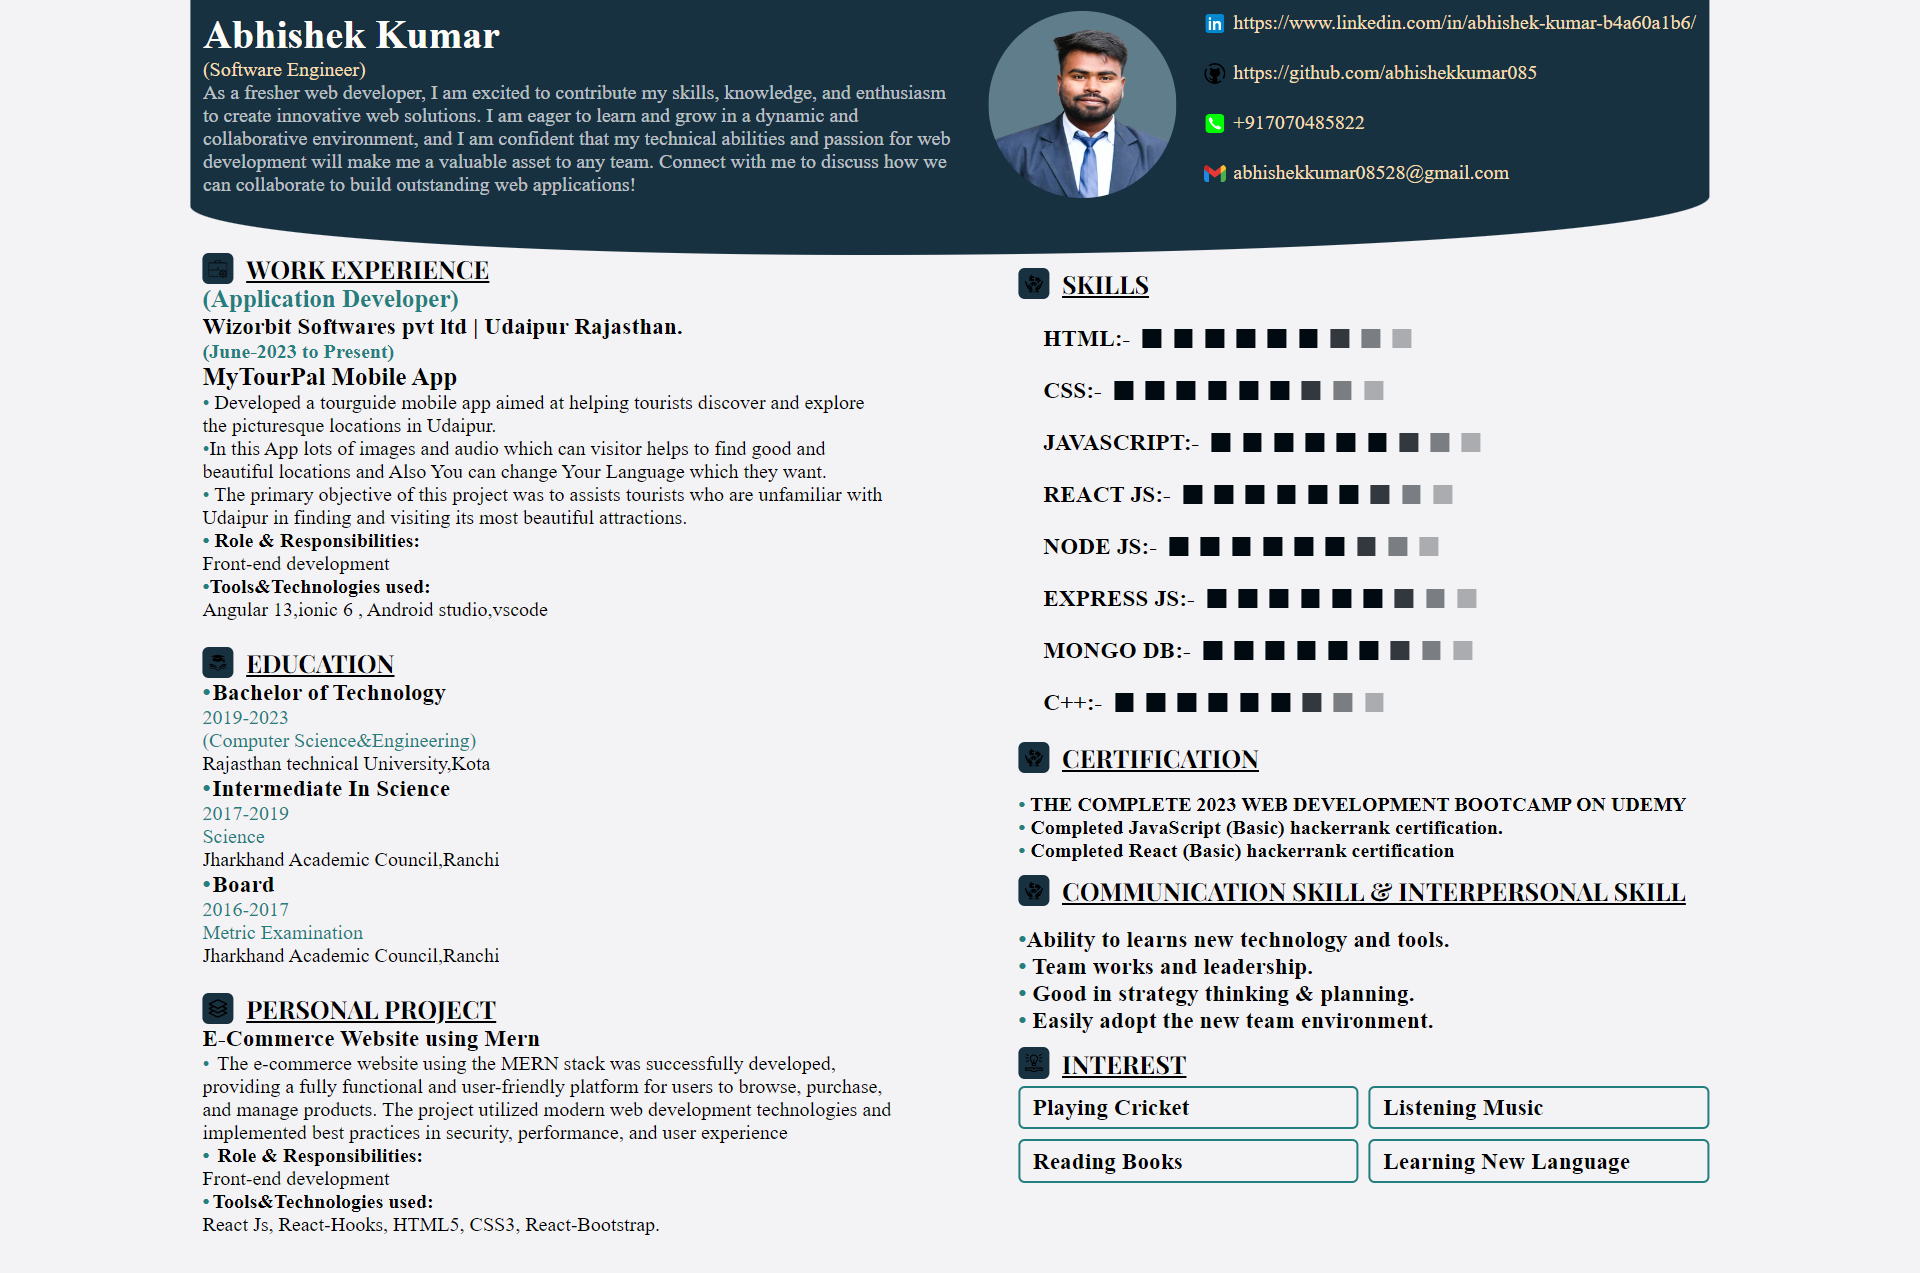 Abhishek Kumar
(Software Engineer)
As a fresher web developer, I am excited to contribute my skills, knowledge, and enthusiasm
to create innovative web solutions. I am eager to learn and grow in a dynamic and
collaborative environment, and I am confident that my technical abilities and passion for web
development will make me a valuable asset to any team. Connect with me to discuss how we
can collaborate to build outstanding web applications!
https://www.linkedin.com/in/abhishek-kumar-b4a60a1b6/
https://github.com/abhishekkumar085
+917070485822
abhishekkumar08528@gmail.com
WORK EXPERIENCE
(Application Developer)
Wizorbit Softwares pvt ltd | Udaipur Rajasthan.
(June-2023 to Present)
MyTourPal Mobile App
• Developed a tourguide mobile app aimed at helping tourists discover and explore
the picturesque locations in Udaipur.
•In this App lots of images and audio which can visitor helps to find good and
beautiful locations and Also You can change Your Language which they want.
• The primary objective of this project was to assists tourists who are unfamiliar with
Udaipur in finding and visiting its most beautiful attractions.
• Role & Responsibilities:
Front-end development
•Tools&Technologies used:
Angular 13,ionic 6 , Android studio,vscode
EDUCATION
•Bachelor of Technology
2019-2023
(Computer Science&Engineering)
Rajasthan technical University,Kota
•Intermediate In Science
2017-2019
Science
Jharkhand Academic Council,Ranchi
•Board
2016-2017
Metric Examination
Jharkhand Academic Council,Ranchi
PERSONAL PROJECT
E-Commerce Website using Mern
• The e-commerce website using the MERN stack was successfully developed,
providing a fully functional and user-friendly platform for users to browse, purchase,
and manage products. The project utilized modern web development technologies and
implemented best practices in security, performance, and user experience
• Role & Responsibilities:
Front-end development
•Tools&Technologies used:
React Js, React-Hooks, HTML5, CSS3, React-Bootstrap.
SKILLS
HTML:-
CSS:-
JAVASCRIPT:-
REACT JS:-
NODE JS:-
EXPRESS JS:-
MONGO DB:-
C++:-
CERTIFICATION
• THE COMPLETE 2023 WEB DEVELOPMENT BOOTCAMP ON UDEMY
• Completed JavaScript (Basic) hackerrank certification.
• Completed React (Basic) hackerrank certification
COMMUNICATION SKILL & INTERPERSONAL SKILL
•Ability to learns new technology and tools.
• Team works and leadership.
• Good in strategy thinking & planning.
• Easily adopt the new team environment.
INTEREST
Playing Cricket
Listening Music
Reading Books
Learning New Language